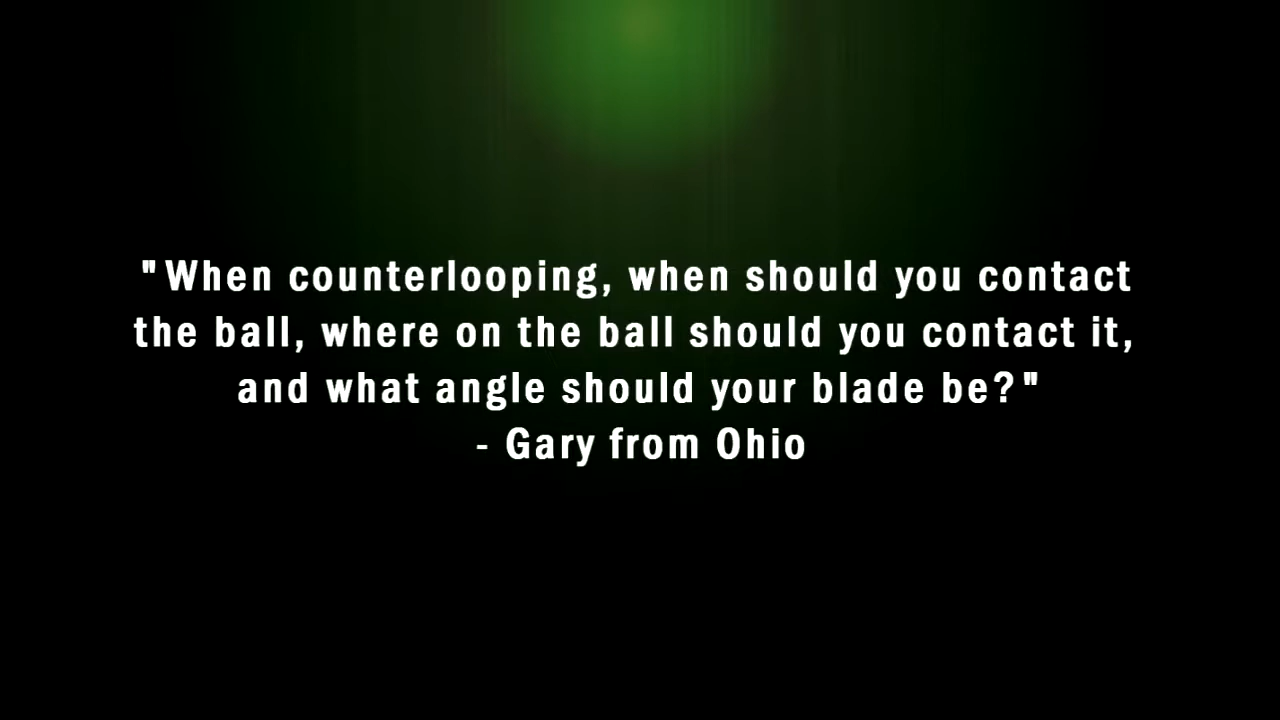 "When counterlooping, when should you contact
the ball, where on the ball should you contact it,
and what angle should your blade be?"
- Gary from Ohio